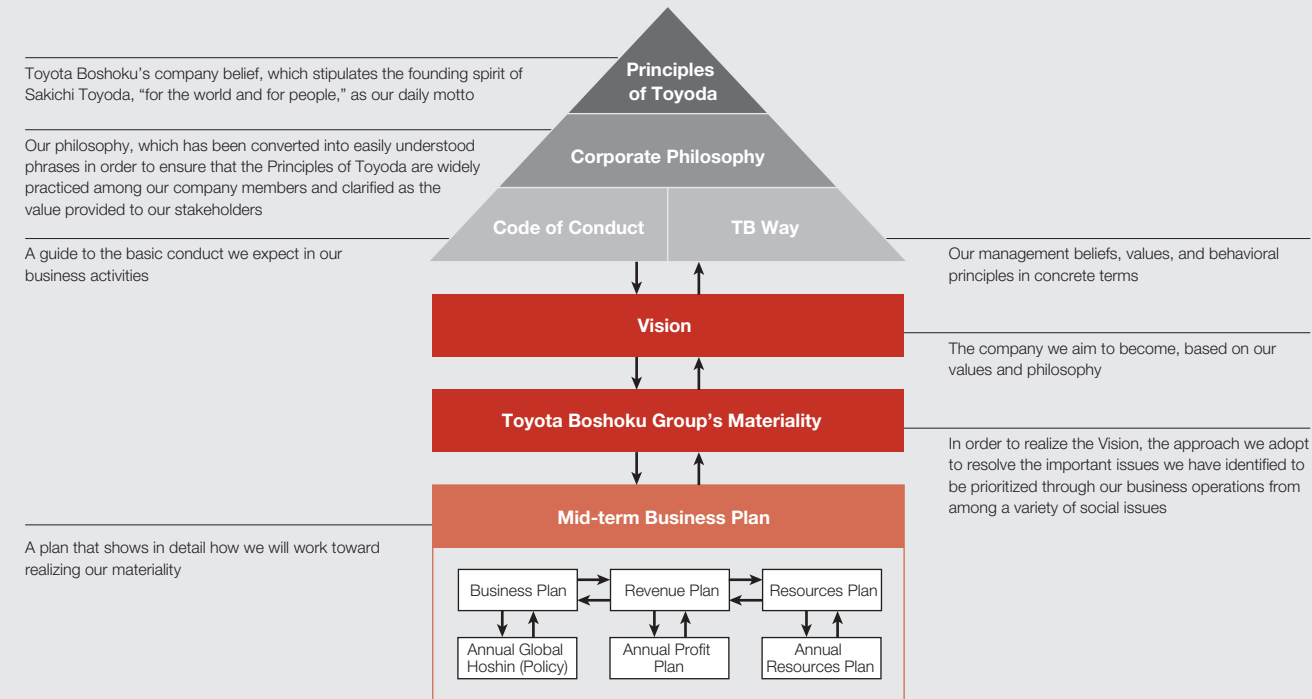 Principles
of Toyoda
Toyota Boshoku's company belief, which stipulates the founding spirit of
Sakichi Toyoda, “for the world and for people,” as our daily motto
Corporate Philosophy
Our philosophy, which has been converted into easily understood
phrases in order to ensure that the Principles of Toyoda are widely
practiced among our company members and clarified as the
value provided to our stakeholders
Code of Conduct
TB Way
A guide to the basic conduct we expect in our
business activities
Our management beliefs, values, and behavioral
principles in concrete terms
Vision
The company we aim to become, based on our
values and philosophy
Toyota Boshoku Group's Materiality
In order to realize the Vision, the approach we adopt
to resolve the important issues we have identified to
be prioritized through our business operations from
among a variety of social issues
Mid-term Business Plan
A plan that shows in detail how we will work toward
realizing our materiality
Business Plan
Revenue Plan
Resources Plan
Annual Global
Hoshin (Policy)
Annual Profit
Plan
Annual
Resources Plan